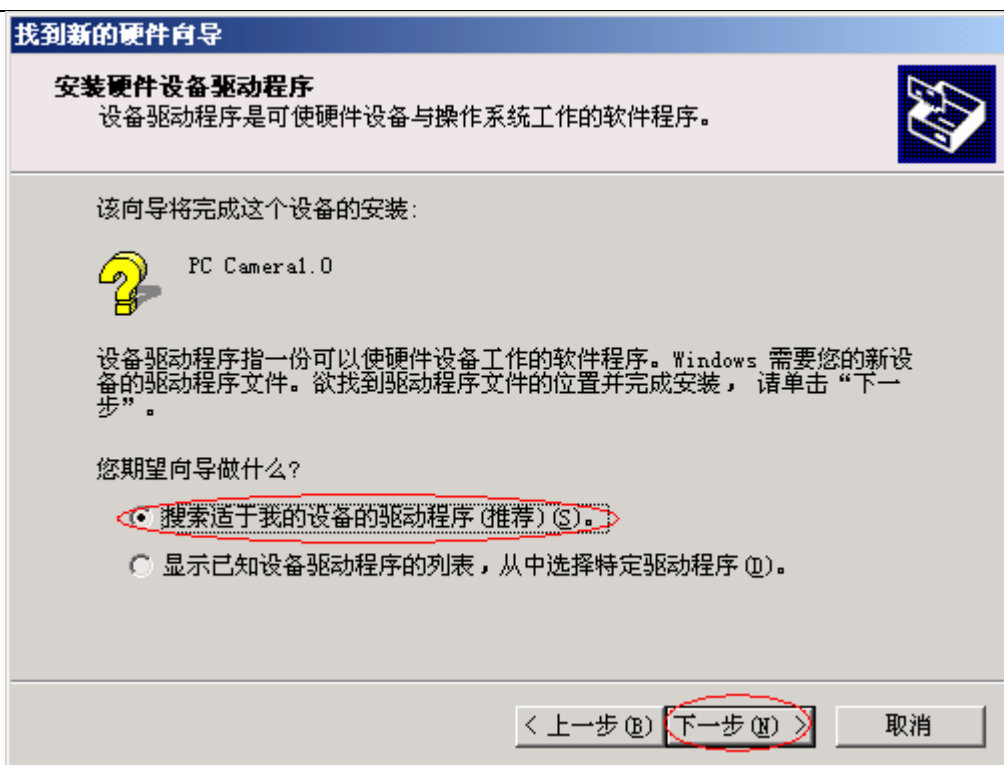 找到新的硬件向导
安装硬件设备驱动程序
设备驱动程序是可使硬件设备与操作系统工作的软件程序。
该向导将完成这个设备的安装:
PC Camera1.0
设备驱动程序指一份可以使硬件设备工作的软件程序。Windows 需要您的新设
备的驱动程序文件。欲找到驱动程序文件的位置并完成安装，请单击“下一
步”。
您期望向导做什么?
搜索适于我的设备的驱动程序(推荐)(S)。
显示已知设备驱动程序的列表，从中选择特定驱动程序(D)。
< 上一步(B) 下一步(N) > 取消